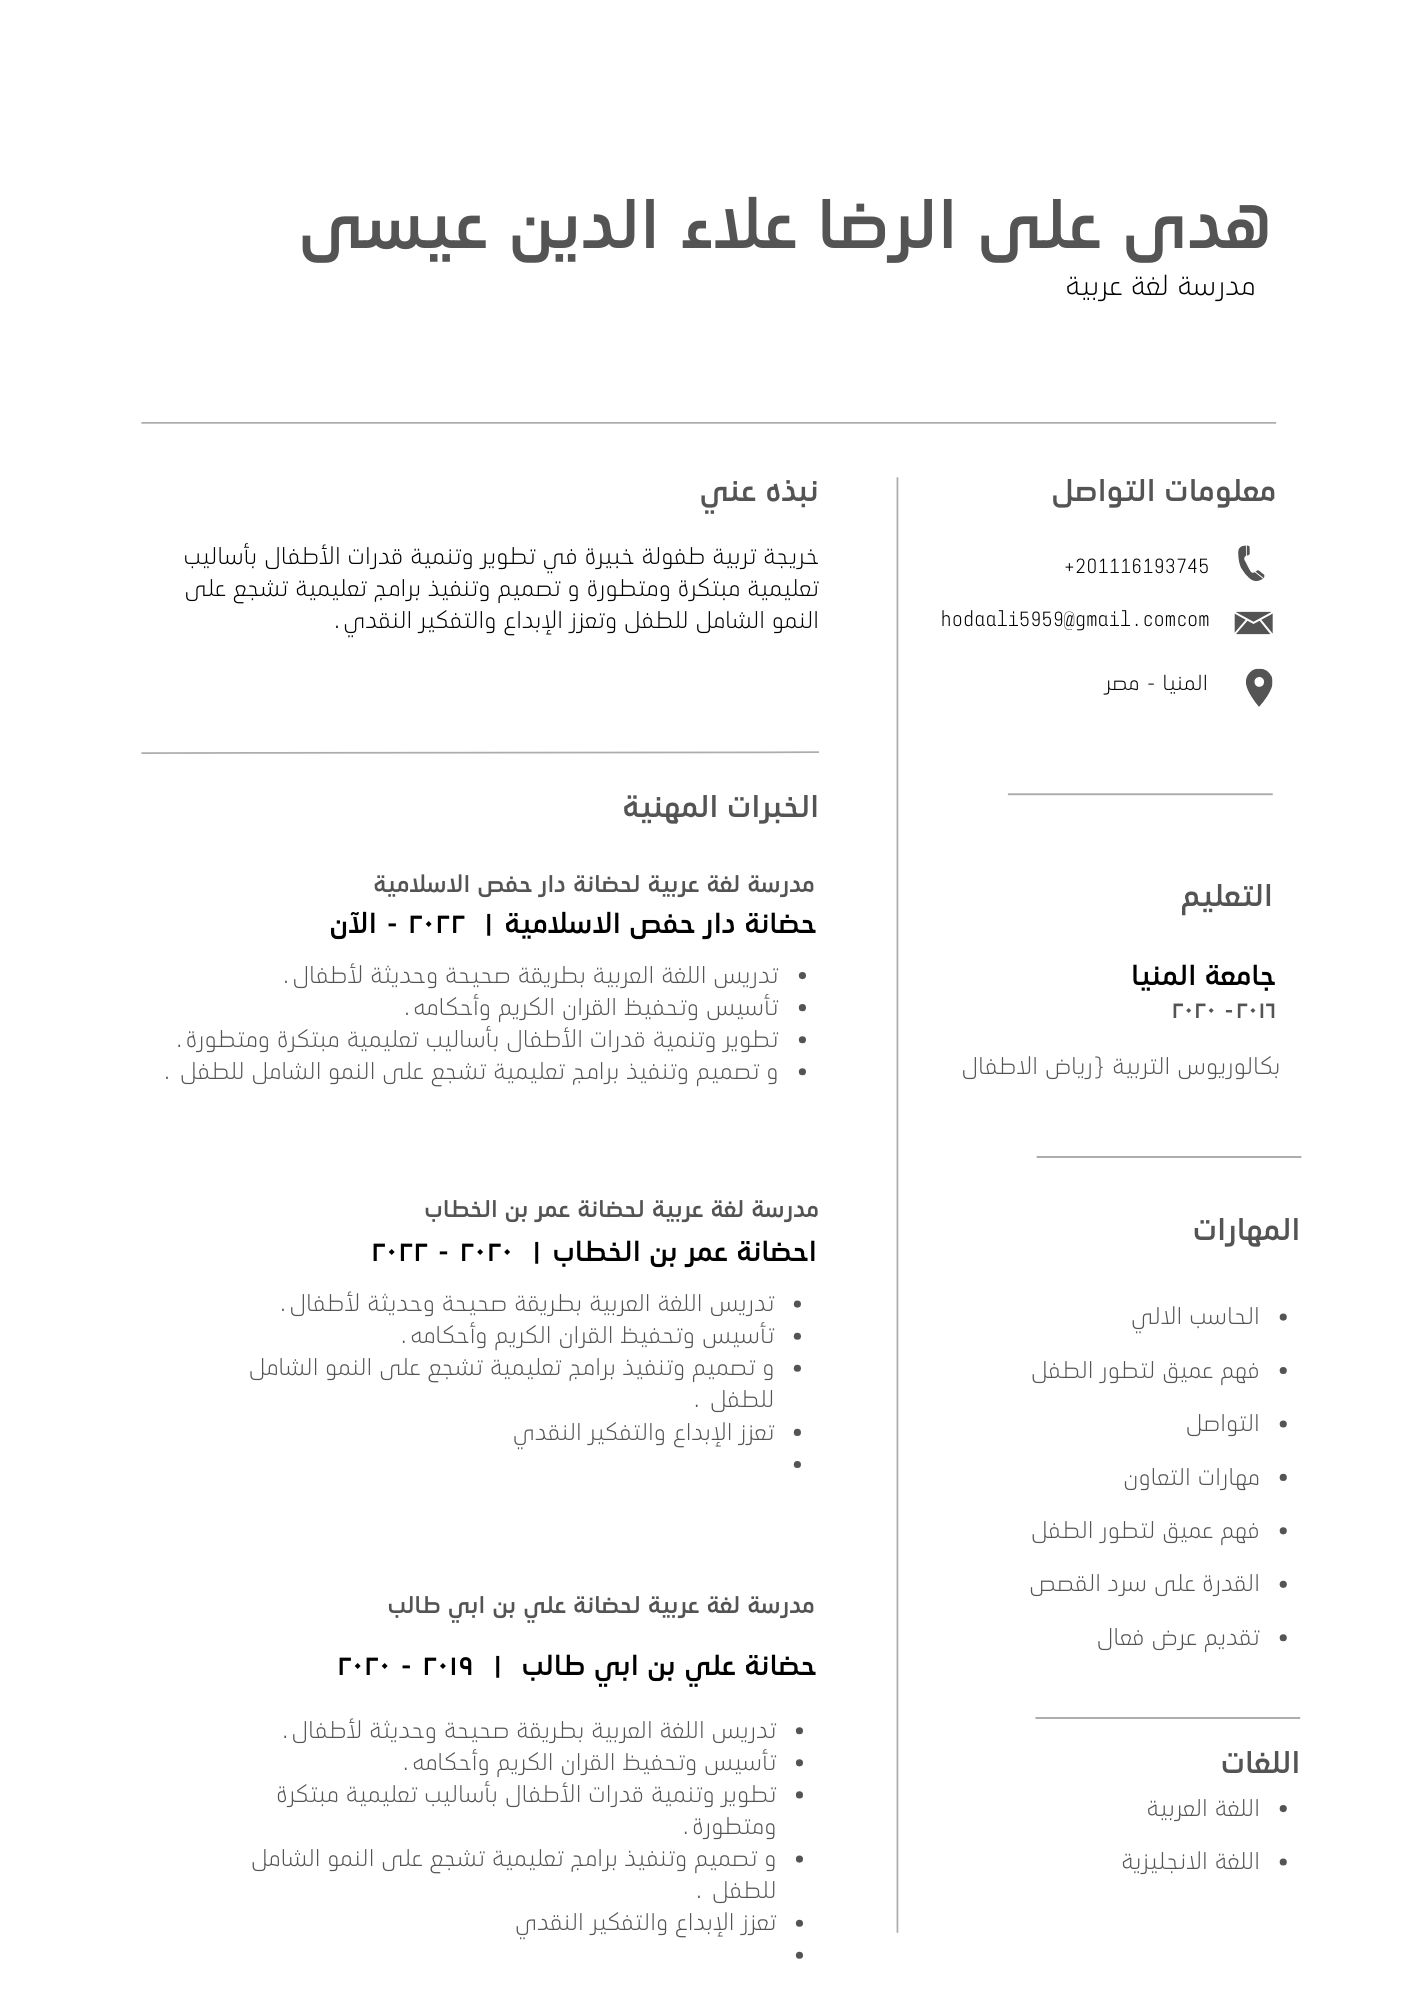 هدى على الرضا علاء الدين عيسى
مدرسة لغة عربية
معلومات التواصل
+201116193745
hodaali5959@gmail.comcom
المنيا - مصر
التعليم
جامعة المنيا
٢٠١٦- ٢٠٢٠
بكالوريوس التربية {رياض الاطفال
المهارات
• الحاسب الالي
• فهم عميق لتطور الطفل
• التواصل
• مهارات التعاون
• فهم عميق لتطور الطفل
• القدرة على سرد القصص
• تقديم عرض فعال
اللغات
• اللغة العربية
• اللغة الانجليزية
نبذه عني
خريجة تربية طفولة خبيرة في تطوير وتنمية قدرات الأطفال بأساليب
تعليمية مبتكرة ومتطورة و تصميم وتنفيذ برامج تعليمية تشجع على
النمو الشامل للطفل وتعزز الإبداع والتفكير النقدي.
الخبرات المهنية
مدرسة لغة عربية لحضانة دار حفص الاسلامية
حضانة دار حفص الاسلامية | ٢٠٢٢ - الآن
• تدريس اللغة العربية بطريقة صحيحة وحديثة لأطفال.
• تأسيس وتحفيظ القران الكريم وأحكامه.
• تطوير وتنمية قدرات الأطفال بأساليب تعليمية مبتكرة ومتطورة.
• و تصميم وتنفيذ برامج تعليمية تشجع على النمو الشامل للطفل .
مدرسة لغة عربية لحضانة عمر بن الخطاب
احضانة عمر بن الخطاب | ٢٠٢٠ - ٢٠٢٢
• تدريس اللغة العربية بطريقة صحيحة وحديثة لأطفال.
• تأسيس وتحفيظ القران الكريم وأحكامه.
• و تصميم وتنفيذ برامج تعليمية تشجع على النمو الشامل
للطفل .
• تعزز الإبداع والتفكير النقدي
•
مدرسة لغة عربية لحضانة علي بن ابي طالب
حضانة علي بن ابي طالب | ٢٠١٩ - ٢٠٢٠
• تدريس اللغة العربية بطريقة صحيحة وحديثة لأطفال.
• تأسيس وتحفيظ القران الكريم وأحكامه.
• تطوير وتنمية قدرات الأطفال بأساليب تعليمية مبتكرة
ومتطورة.
• و تصميم وتنفيذ برامج تعليمية تشجع على النمو الشامل
للطفل .
• تعزز الإبداع والتفكير النقدي
•